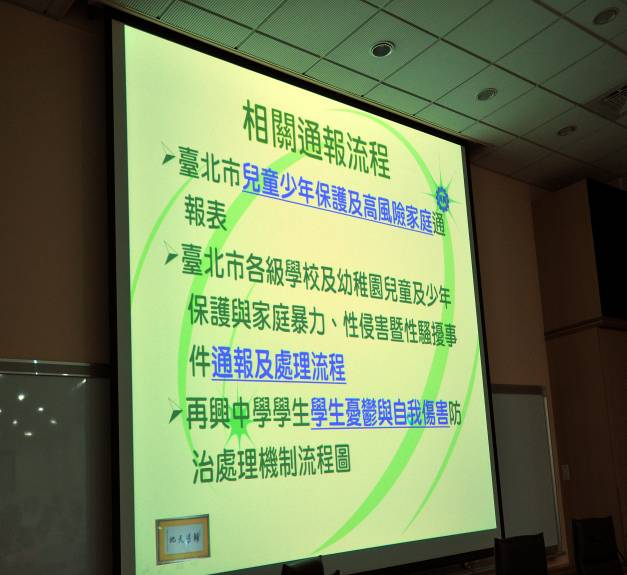 相關通報流程
➢臺北市兒童少年保護及高風險家庭通
報表
➢臺北市各級學校及幼稚園兒童及少年
保護與家庭暴力、性侵害暨性騷擾事
件通報及處理流程
➢再興中學學生學生憂鬱與自我傷害防
治處理機制流程圖